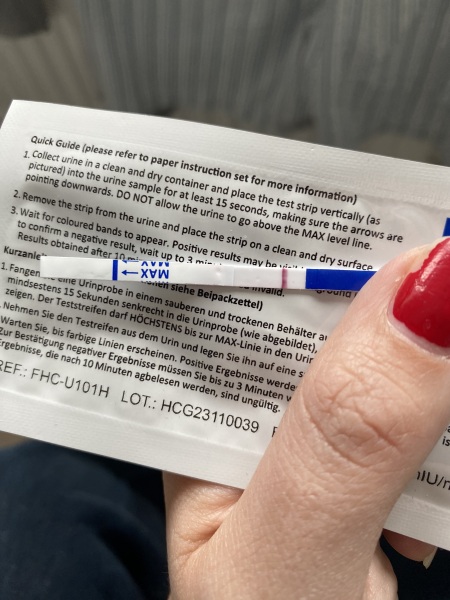 Quick Guide (please refer to paper instruction set for more information)
1. Collect urine in a clean and dry container and place the test strip vertically (as
pictured) into the urine sample for at least 15 seconds, making sure the arrows are
pointing downwards. DO NOT allow the urine to go above the MAX level line.
2. Remove the strip from the urine and place the strip on a clean and dry surface
3. Wait for coloured bands to appear. Positive results may be
to confirm a negative result, wait up to 3
Results obtained after 10 invalid.
MAX
MAX
Kurzanle siehe Beipackzettel)
1. Fangen eine Urinprobe in einem sauberen und trockenen Behälter
mindestens 15 Sekunden senkrecht in die Urinprobe (wie abgebildet),
zeigen. Der Teststreifen darf HÖCHSTENS bis zur MAX-Linie in den
Nehmen Sie den Teststreifen aus dem Urin und legen Sie ihn auf eine
Warten Sie, bis farbige Linien erscheinen. Positive Ergebnisse
Zur Bestätigung negativer Ergebnisse müssen Sie bis zu 3 Minuten
Ergebnisse, die nach 10 Minuten abgelesen werden, sind ungültig.
REF.: FHC-U101H LOT.: HCG23110039